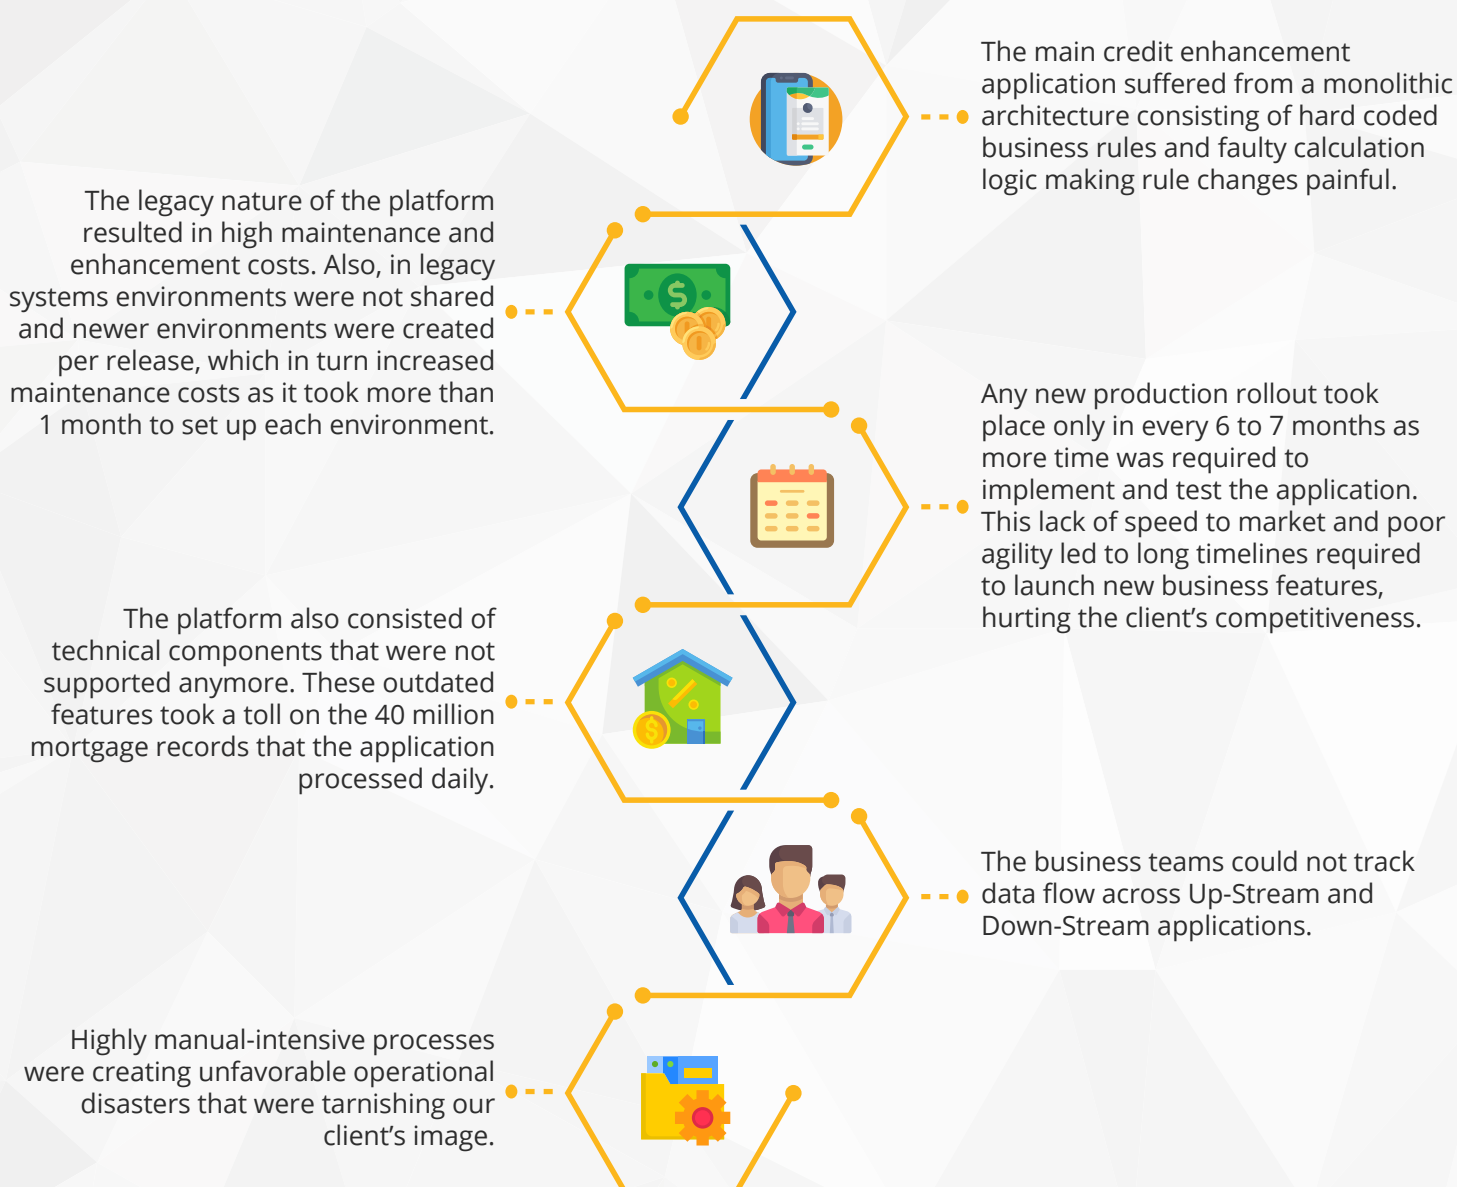 The main credit enhancement
application suffered from a monolithic
architecture consisting of hard coded
business rules and faulty calculation
logic making rule changes painful.
The legacy nature of the platform
resulted in high maintenance and
enhancement costs. Also, in legacy
systems environments were not shared
and newer environments were created
per release, which in turn increased
maintenance costs as it took more than
1 month to set up each environment.
Any new production rollout took
place only in every 6 to 7 months as
more time was required to
implement and test the application.
This lack of speed to market and poor
agility led to long timelines required
to launch new business features,
hurting the client’s competitiveness.
The platform also consisted of
technical components that were not
supported anymore. These outdated
features took a toll on the 40 million
mortgage records that the application
processed daily.
The business teams could not track
data flow across Up-Stream and
Down-Stream applications.
Highly manual-intensive processes
were creating unfavorable operational
disasters that were tarnishing our
client’s image.